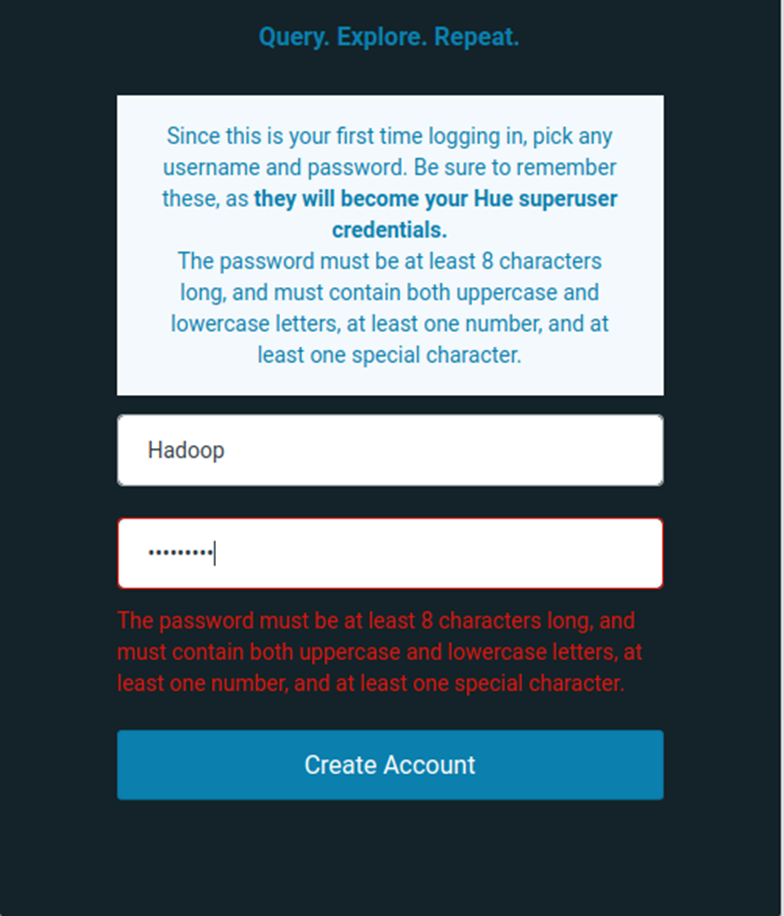 Query. Explore. Repeat.
Since this is your first time logging in, pick any
username and password. Be sure to remember
these, as they will become your Hue superuser
credentials.
The password must be at least 8 characters
long, and must contain both uppercase and
lowercase letters, at least one number, and at
least one special character.
Hadoop
•••••••••
The password must be at least 8 characters long, and
must contain both uppercase and lowercase letters, at
least one number, and at least one special character.
Create Account